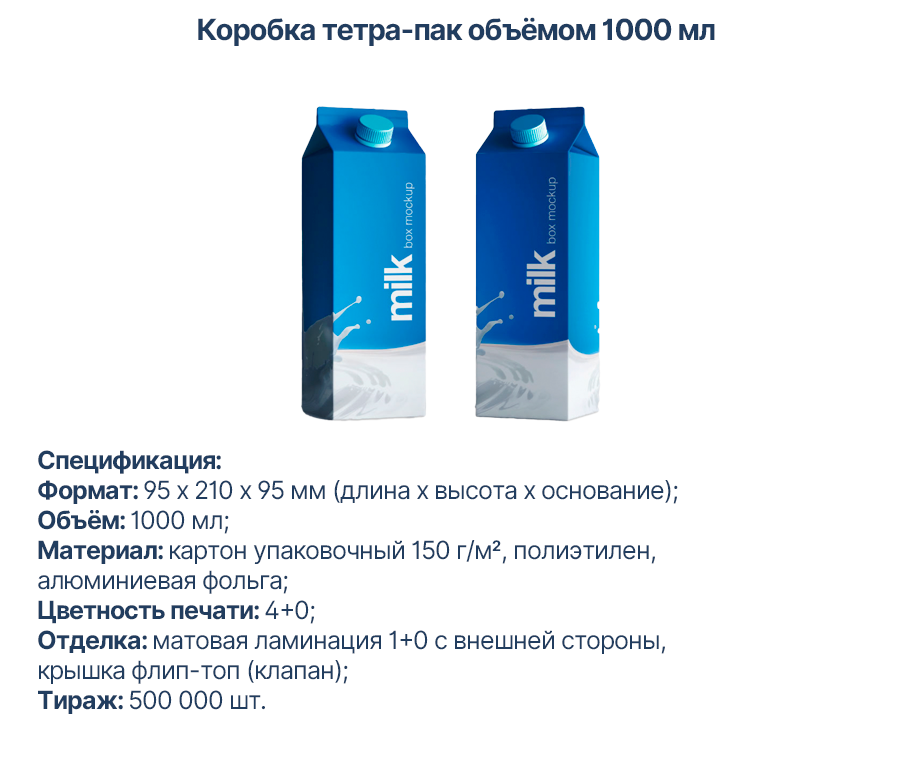 Коробка тетра-пак объёмом 1000 мл
milk box mockup
milk box mockup
Спецификация:
Формат: 95 х 210 х 95 мм (длина х высота х основание);
Объём: 1000 мл;
Материал: картон упаковочный 150 г/м², полиэтилен,
алюминиевая фольга;
Цветность печати: 4+0;
Отделка: матовая ламинация 1+0 с внешней стороны,
крышка флип-топ (клапан);
Тираж: 500 000 шт.